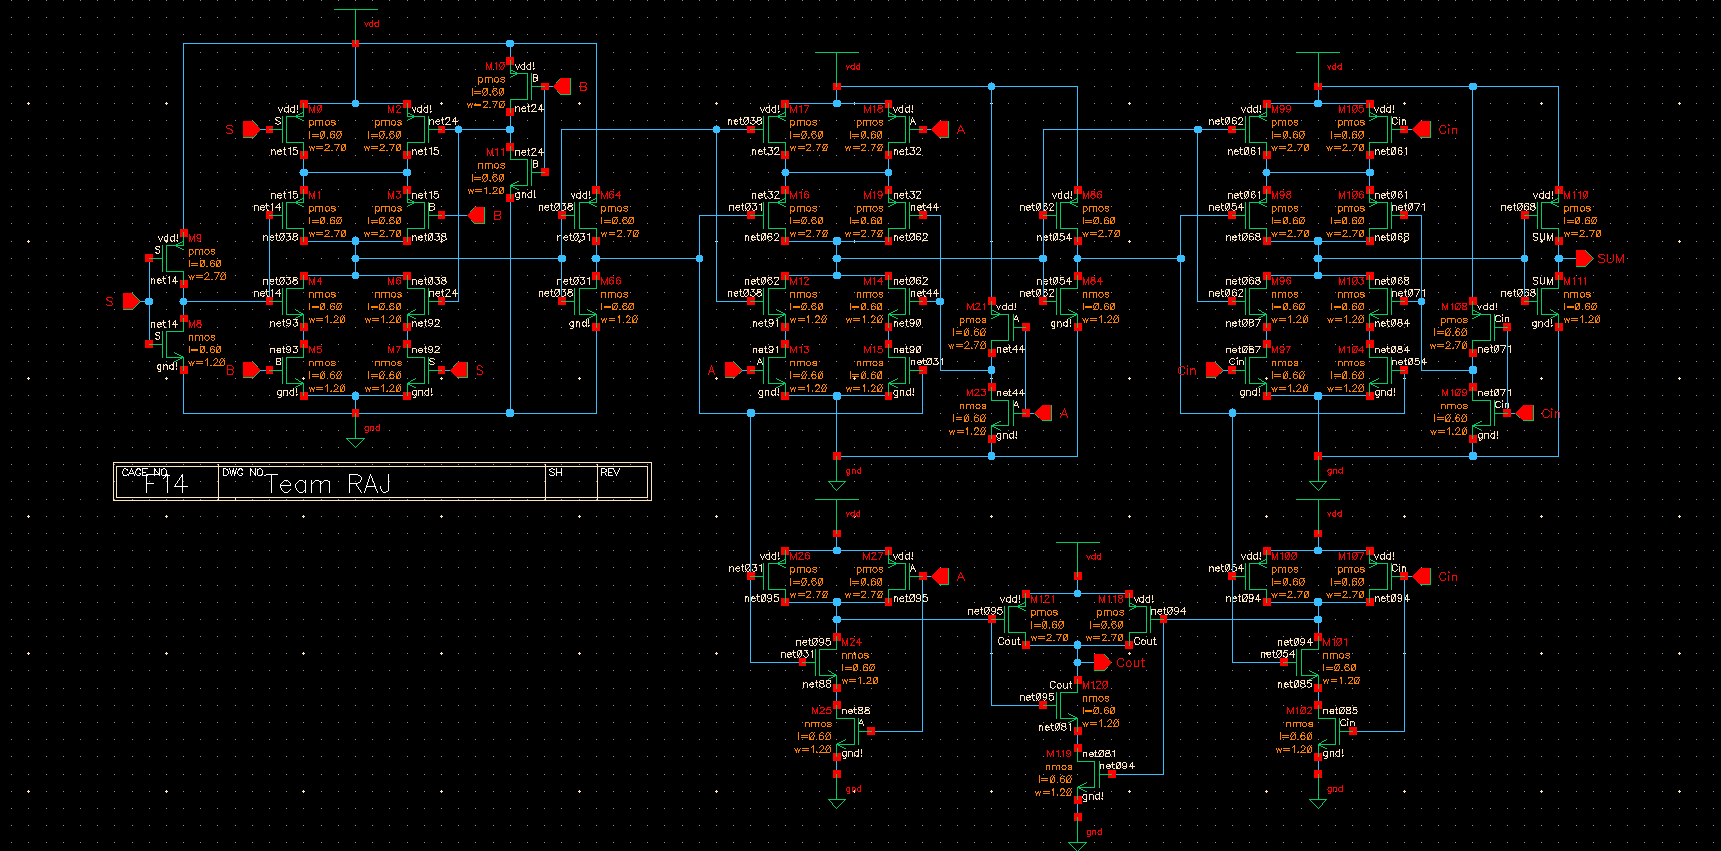 vdd
M10
vdd!
pmos
B
B
w=2.70
net24
vdd!
M0
M2
vdd!
S
S
pmos
pmos
net24
l=0.60
l=0.60
w=2.70
w=2.70
net15
net15
M11
net24
nmos
B
l=0.60
w=1.20
gnd!
net15
M1
M3
net15
net14
pmos
pmos
B
B
l=0.60
l=0.60
w=2.70
w=2.70
net038
net038
vdd!
M64
net038
pmos
l=0.60
net031
w=2.70
vdd!
M9
S
pmos
l=0.60
net14
w=2.70
S
net038
M4
M6
net038
net14
nmos
nmos
net24
l=0.60
l=0.60
net93
w=1.20
w=1.20
net92
net031
M66
net038
nmos
l=0.60
gnd!
w=1.20
net14
M8
S
nmos
l=0.60
gnd!
w=1.20
net93
M5
M7
net92
B
B
nmos
nmos
S
S
l=0.60
l=0.60
w=1.20
w=1.20
gnd!
gnd!
gnd
CAGE NO
DWG NO.
SH
REV
F14
Team RAJ
vdd
vdd!
M17
M18
vdd!
net038
pmos
pmos
A
A
l=0.60
l=0.60
w=2.70
w=2.70
net32
net32
net32
M16
M19
net32
net031
pmos
pmos
net44
l=0.60
l=0.60
w=2.70
w=2.70
net062
net062
vdd!
M86
net062
pmos
l=0.60
net054
w=2.70
net062
M12
M14
net062
net038
nmos
nmos
l=0.60
l=0.60
net91
w=1.20
w=1.20
net90
M21
vdd!
pmos
A
l=0.60
w=2.70
net44
net054
M84
net062
nmos
l=0.60
gnd!
w=1.20
net91
M13
M15
net90
A
A
nmos
nmos
net031
l=0.60
l=0.60
w=1.20
w=1.20
gnd!
gnd!
M23
net44
nmos
A
A
l=0.60
w=1.20
gnd!
gnd
vdd
vdd!
M99
M105
vdd!
net062
pmos
pmos
Cin
Cin
l=0.60
l=0.60
w=2.70
w=2.70
net061
net061
net061
M98
M106
net061
net054
pmos
pmos
net071
l=0.60
l=0.60
w=2.70
w=2.70
net068
net068
vdd!
M110
net068
pmos
l=0.60
SUM
w=2.70
SUM
net068
M96
M103
net068
net062
nmos
nmos
net071
l=0.60
l=0.60
net087
w=1.20
w=1.20
net084
M108
vdd!
pmos
Cin
l=0.60
w=2.70
net071
SUM
M111
net068
nmos
l=0.60
gnd!
w=1.20
net087
M97
M104
net084
Cin
Cin
nmos
nmos
net054
l=0.60
l=0.60
w=1.20
w=1.20
gnd!
gnd!
M109
net071
nmos
Cin
Cin
l=0.60
w=1.20
gnd!
gnd
vdd
vdd!
M26
M27
vdd!
net031
pmos
pmos
A
A
l=0.60
l=0.60
w=2.70
w=2.70
net095
net095
net095
M24
net031
nmos
l=0.60
net88
w=1.20
M25
net88
nmos
A
l=0.60
w=1.20
gnd!
gnd
vdd
vdd!
M121
M118
vdd!
net095
pmos
pmos
net094
l=0.60
l=0.60
Cout
w=2.70
w=2.70
Cout
Cout
Cout
M120
net095
nmos
l=0.60
net081
w=1.20
M119
net081
nmos
net094
l=0.60
w=1.20
gnd!
gnd
vdd
vdd!
M100
M107
vdd!
net054
pmos
pmos
Cin
Cin
l=0.60
l=0.60
net094
w=2.70
w=2.70
net094
net094
M101
net054
nmos
l=0.60
net085
w=1.20
M102
net085
nmos
Cin
l=0.60
w=1.20
gnd!
gnd